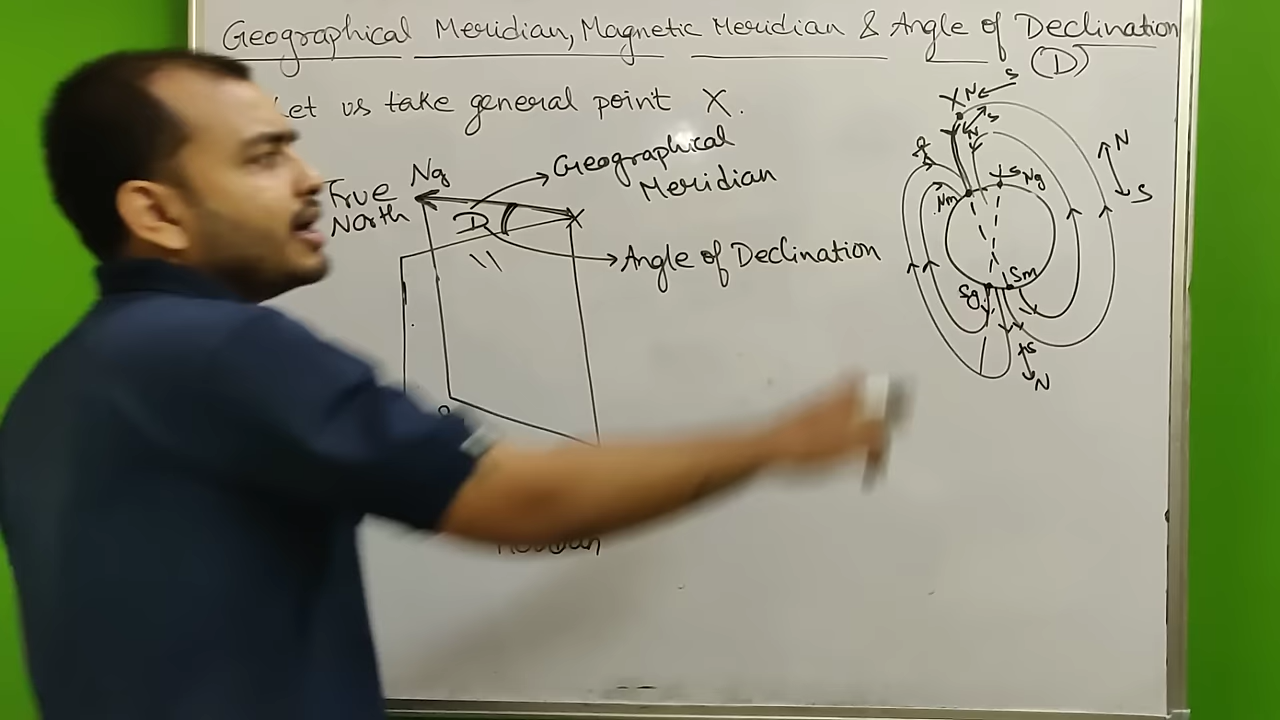 Geographical Meridian, Magnetic Meridian & Angle of Declination
(D)
Let us take general point X.
Ng
True
North
Geographical
Meridian
D
X
Angle of Declination
X N S
N S
N
S
S Ng
Nm
Sg
Sm
S
N